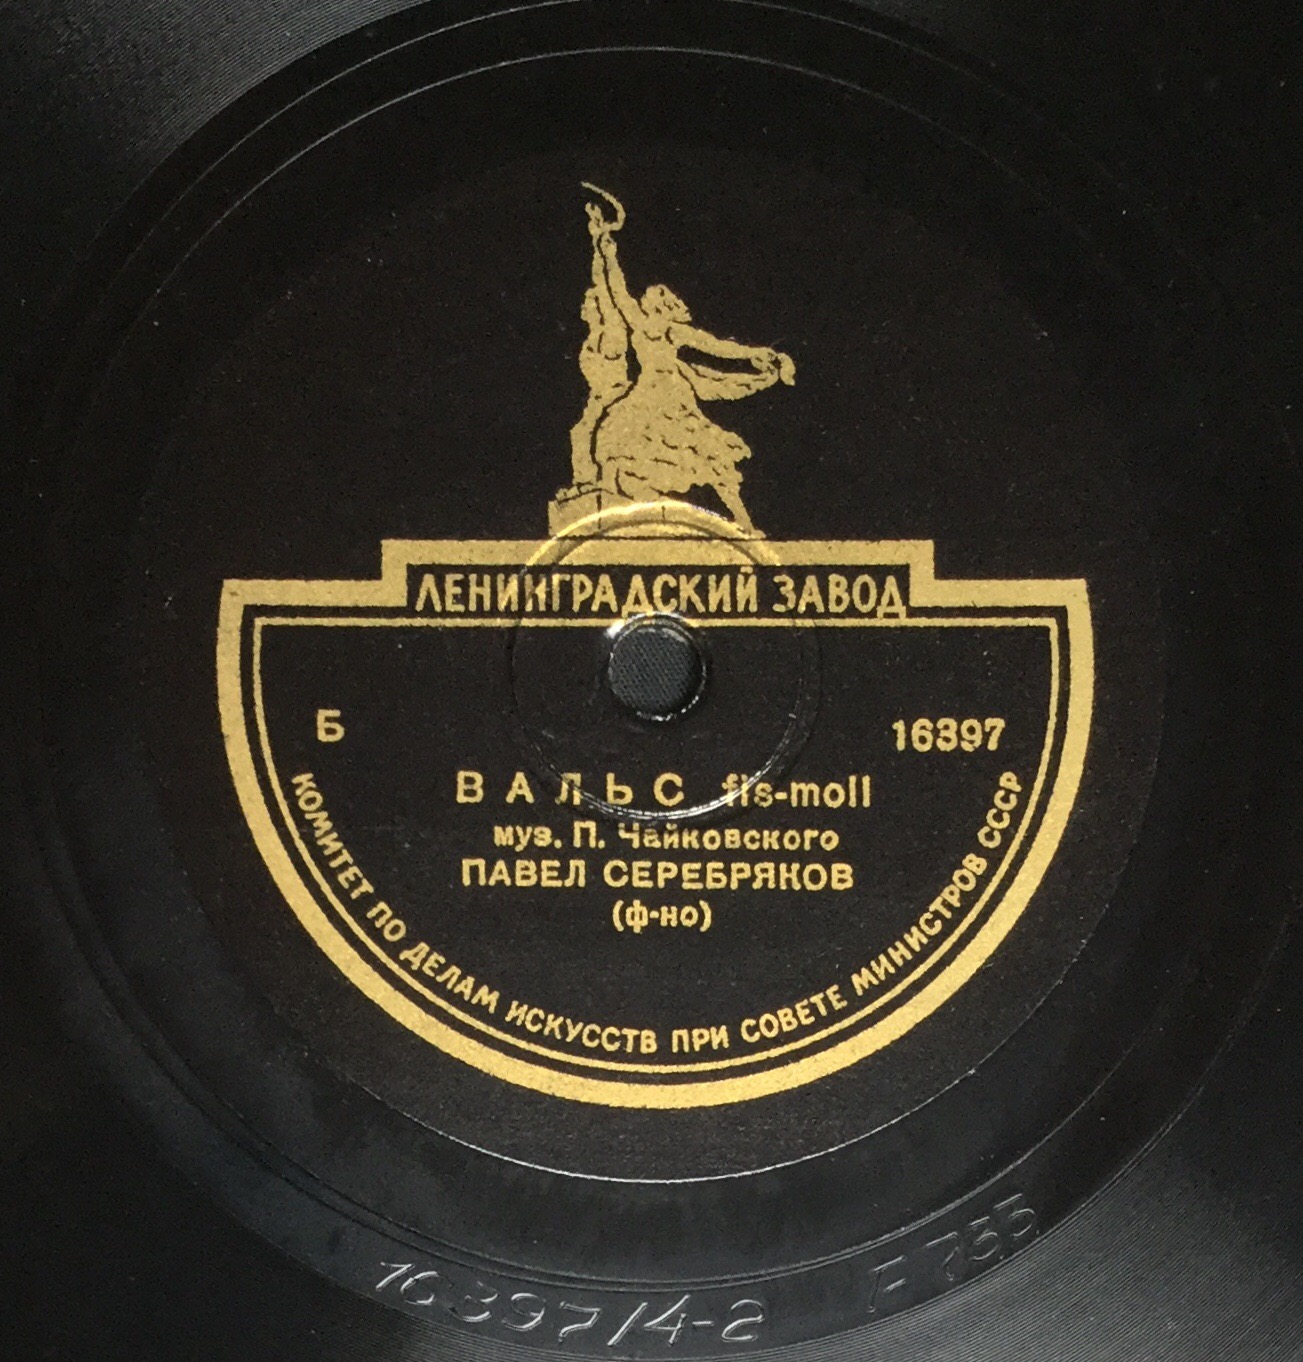 ЛЕНИНГРАДСКИЙ ЗАВОД
Б 16397
ВАЛЬС fis-moll
муз. П. Чайковского
ПАВЕЛ СЕРЕБРЯКОВ
(ф-но)
КОМИТЕТ ПО ДЕЛАМ ИСКУССТВ ПРИ СОВЕТЕ МИНИСТРОВ СССР
16397/4-2